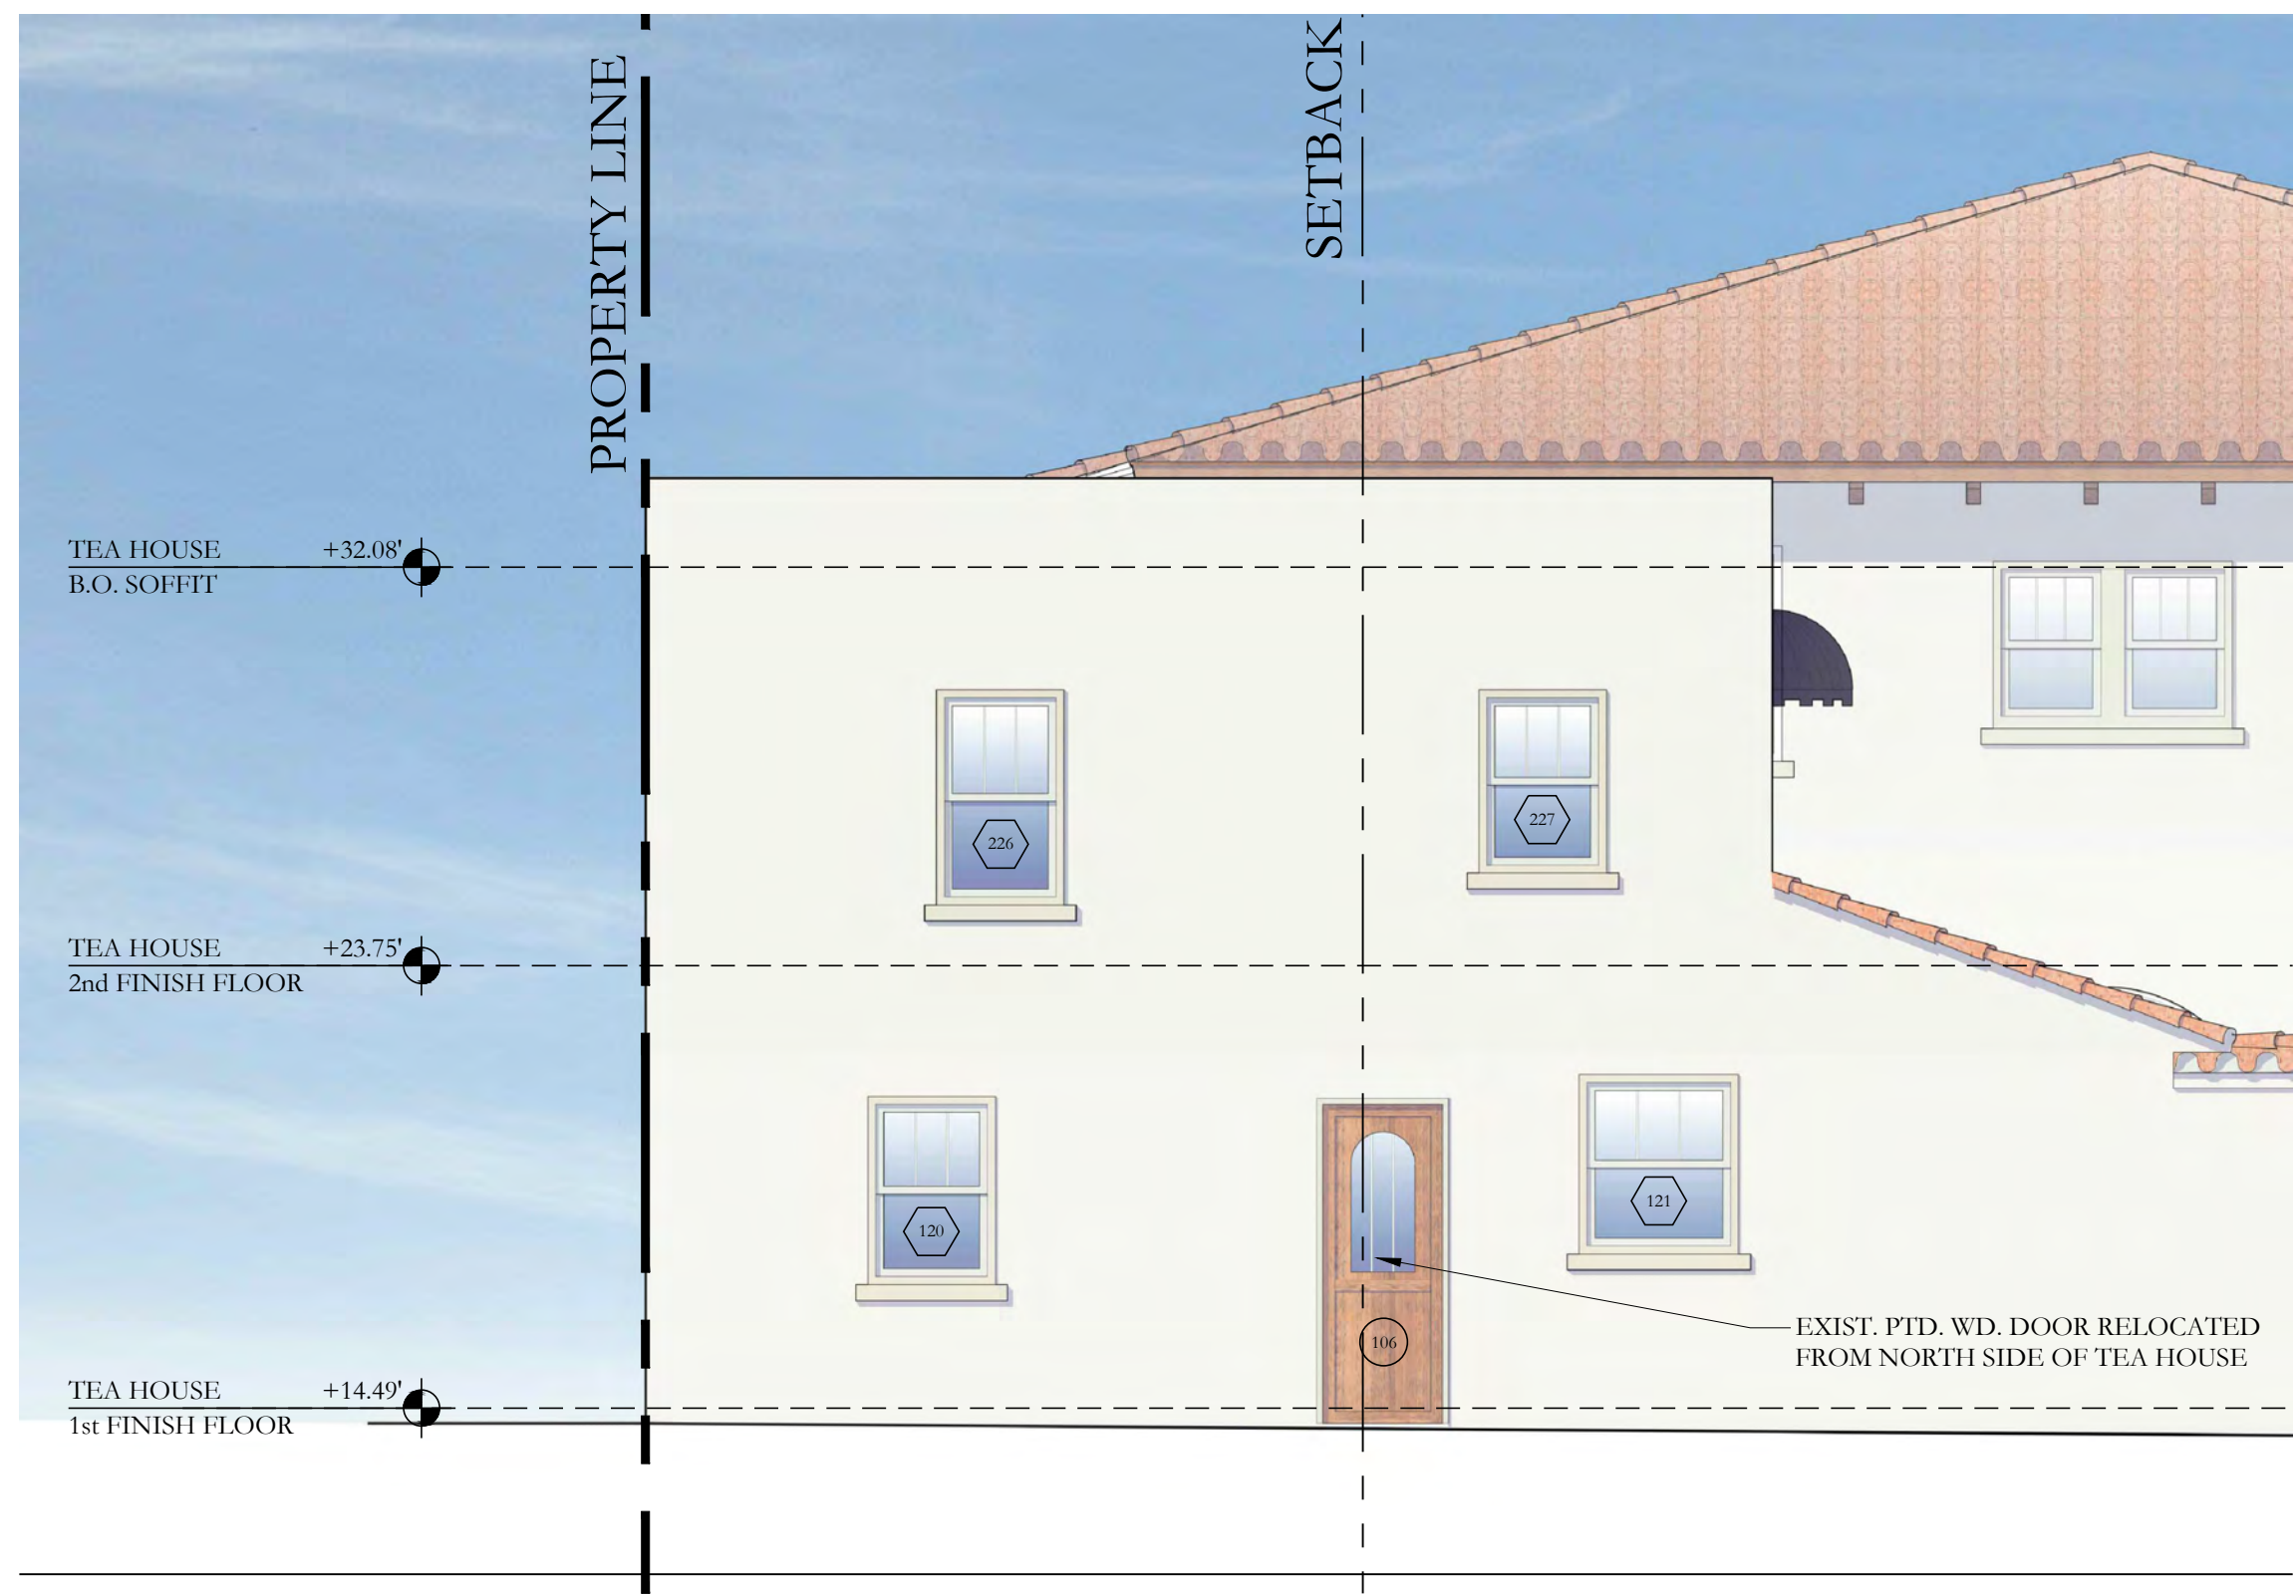 PROPERTY LINE
SETBACK
TEA HOUSE +32.08'
B.O. SOFFIT
226
227
TEA HOUSE +23.75'
2nd FINISH FLOOR
120
121
106
EXIST. PTD. WD. DOOR RELOCATED
FROM NORTH SIDE OF TEA HOUSE
TEA HOUSE +14.49'
1st FINISH FLOOR